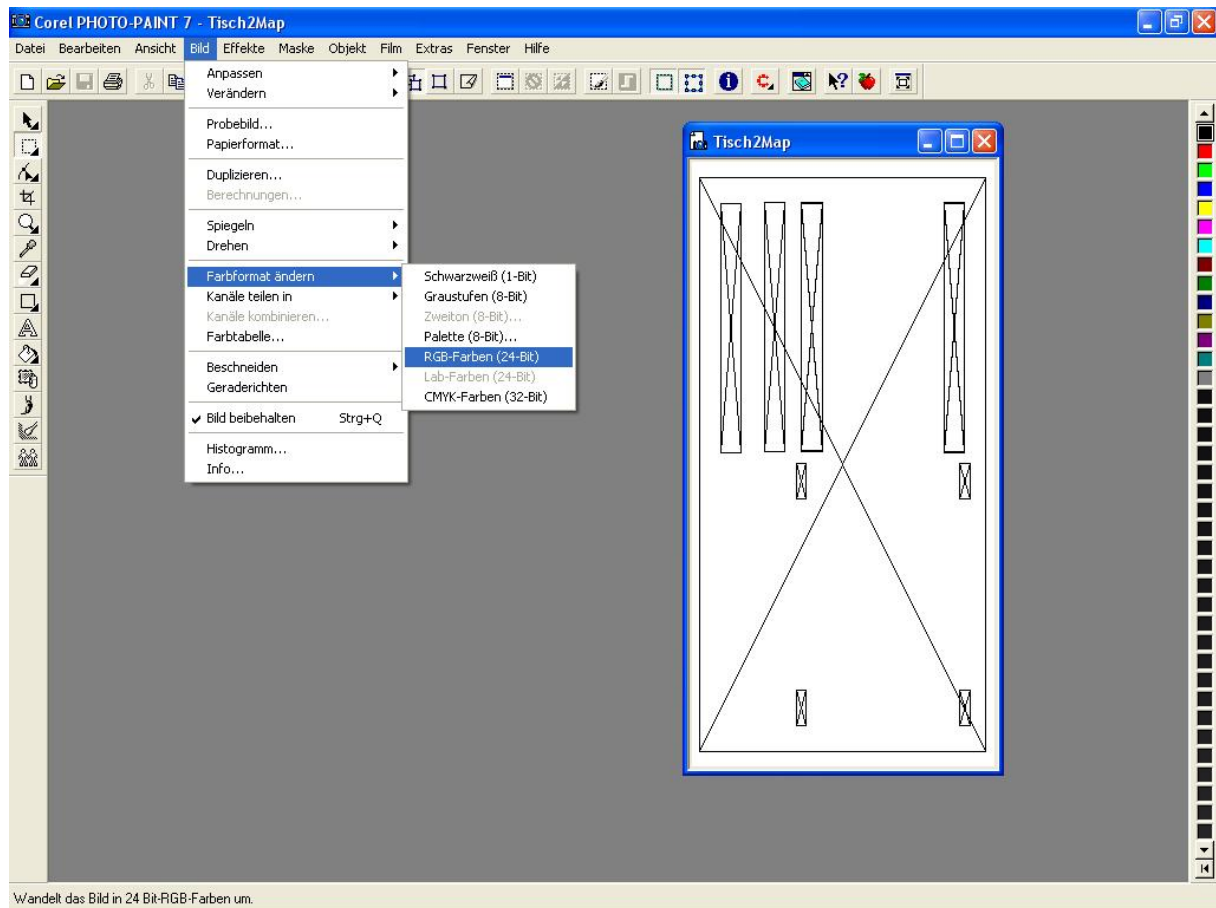 Corel PHOTO-PAINT 7 - Tisch2Map
Datei Bearbeiten Ansicht Bild Effekte Maske Objekt Film Extras Fenster Hilfe
Anpassen
Verändern
Probebild...
Papierformat...
Duplizieren...
Berechnungen...
Spiegeln
Drehen
Farbformat ändern
Kanäle teilen in
Kanäle kombinieren...
Farbtabelle...
Beschneiden
Geraderichten
Bild beibehalten Strg+Q
Histogramm...
Info...
Schwarzweiß (1-Bit)
Graustufen (8-Bit)
Zweiton (8-Bit)...
Palette (8-Bit)...
RGB-Farben (24-Bit)
Lab-Farben (24-Bit)
CMYK-Farben (32-Bit)
Tisch2Map
Wandelt das Bild in 24 Bit-RGB-Farben um.